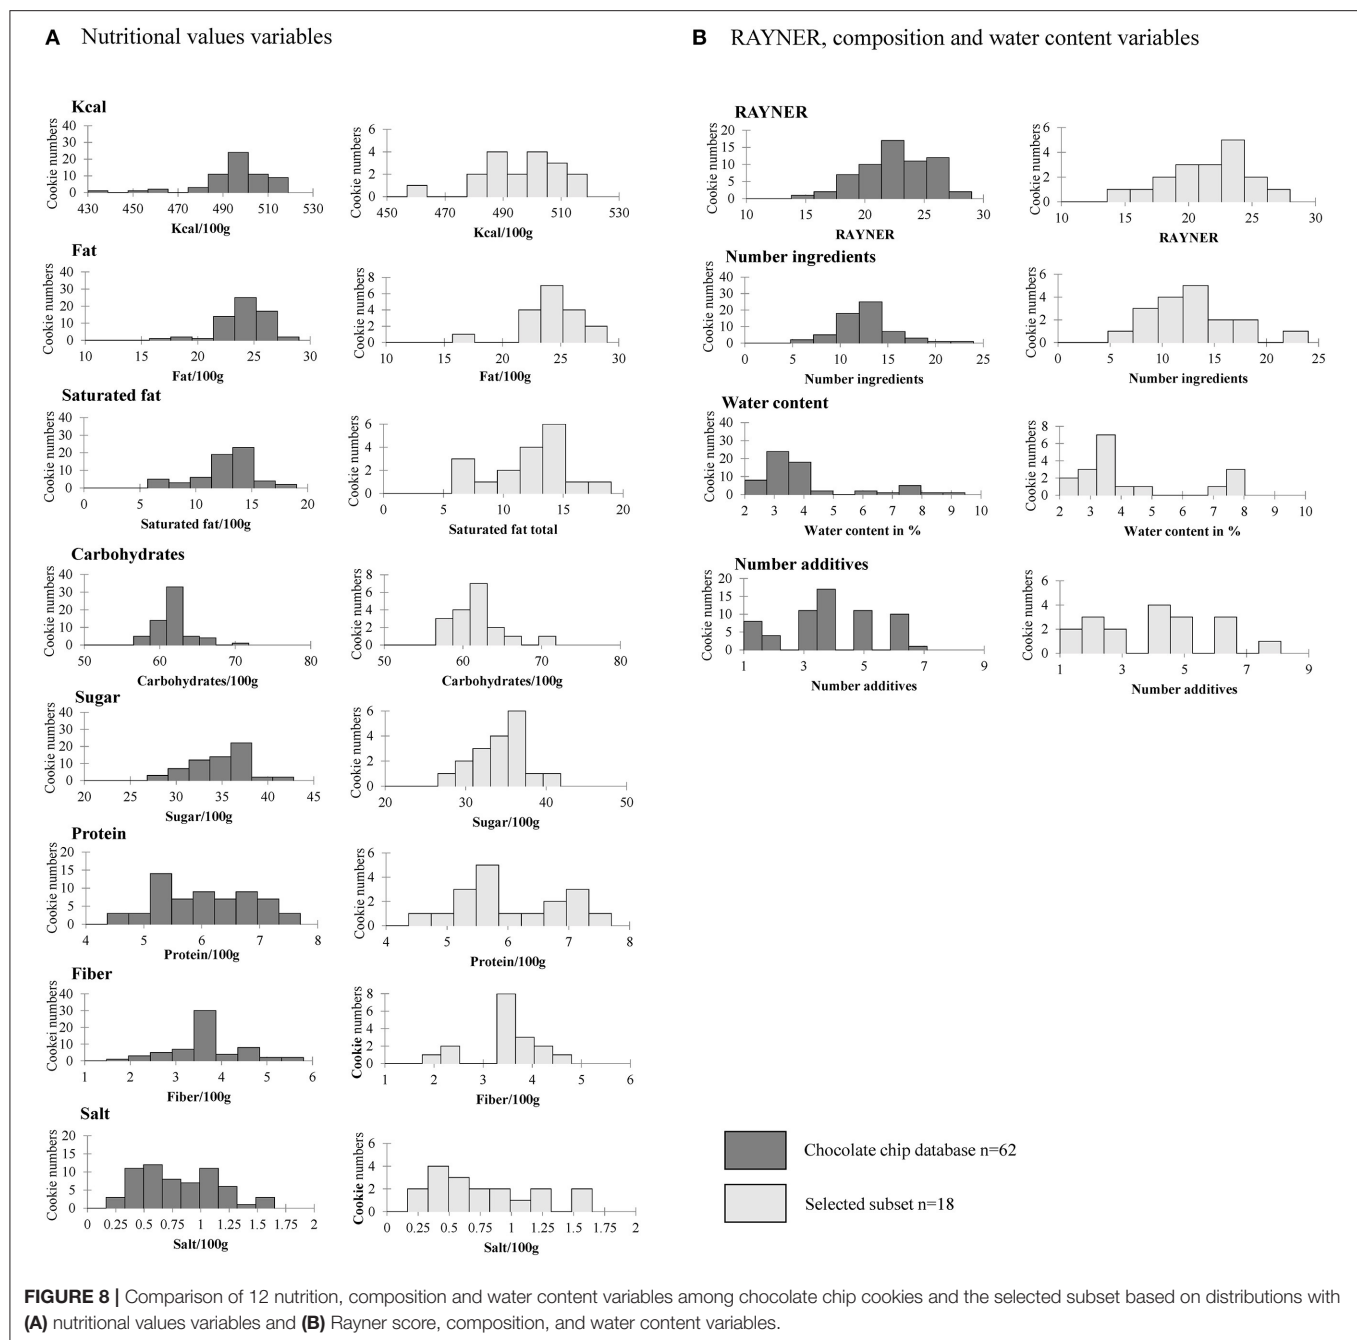 A Nutritional values variables
Kcal
Cookie numbers
40
30
20
10
0
430 450 470 490 510 530
Kcal/100g
Cookie numbers
6
4
2
0
450 470 490 510 530
Kcal/100g
Fat
Cookie numbers
40
30
20
10
0
10 15 20 25 30
Fat/100g
Cookie numbers
8
6
4
2
0
10 15 20 25 30
Fat/100g
Saturated fat
Cookie numbers
40
30
20
10
0
0 5 10 15 20
Saturated fat/100g
Cookie numbers
6
4
2
0
0 5 10 15 20
Saturated fat total
Carbohydrates
Cookie numbers
40
30
20
10
0
50 60 70 80
Carbohydrates/100g
Cookie numbers
8
6
4
2
0
50 60 70 80
Carbohydrates/100g
Sugar
Cookie numbers
40
30
20
10
0
20 25 30 35 40 45
Sugar/100g
Cookie numbers
6
4
2
0
20 30 40 50
Sugar/100g
Protein
Cookie numbers
20
15
10
5
0
4 5 6 7 8
Protein/100g
Cookie numbers
6
4
2
0
4 5 6 7 8
Protein/100g
Fiber
Cookei numbers
40
30
20
10
0
1 2 3 4 5 6
Fiber/100g
Cookie numbers
8
6
4
2
0
1 2 3 4 5 6
Fiber/100g
Salt
Cookie numbers
20
15
10
5
0
0 0.25 0.5 0.75 1 1.25 1.5 1.75 2
Salt/100g
Cookie numbers
6
4
2
0
0 0.25 0.5 0.75 1 1.25 1.5 1.75 2
Salt/100g
B RAYNER, composition and water content variables
RAYNER
Cookie numbers
20
15
10
5
0
10 15 20 25 30
RAYNER
Cookie numbers
6
4
2
0
10 15 20 25 30
RAYNER
Number ingredients
Cookie numbers
40
30
20
10
0
0 5 10 15 20 25
Number ingredients
Cookie numbers
6
4
2
0
0 5 10 15 20 25
Number ingredients
Water content
Cookie numbers
40
30
20
10
0
2 3 4 5 6 7 8 9 10
Water content in %
Cookie numbers
8
6
4
2
0
2 3 4 5 6 7 8 9 10
Water content in %
Number additives
Cookie numbers
20
15
10
5
0
1 3 5 7 9
Number additives
Cookie numbers
6
4
2
0
1 3 5 7 9
Number additives
Chocolate chip database n=62
Selected subset n=18
FIGURE 8 | Comparison of 12 nutrition, composition and water content variables among chocolate chip cookies and the selected subset based on distributions with
(A) nutritional values variables and (B) Rayner score, composition, and water content variables.